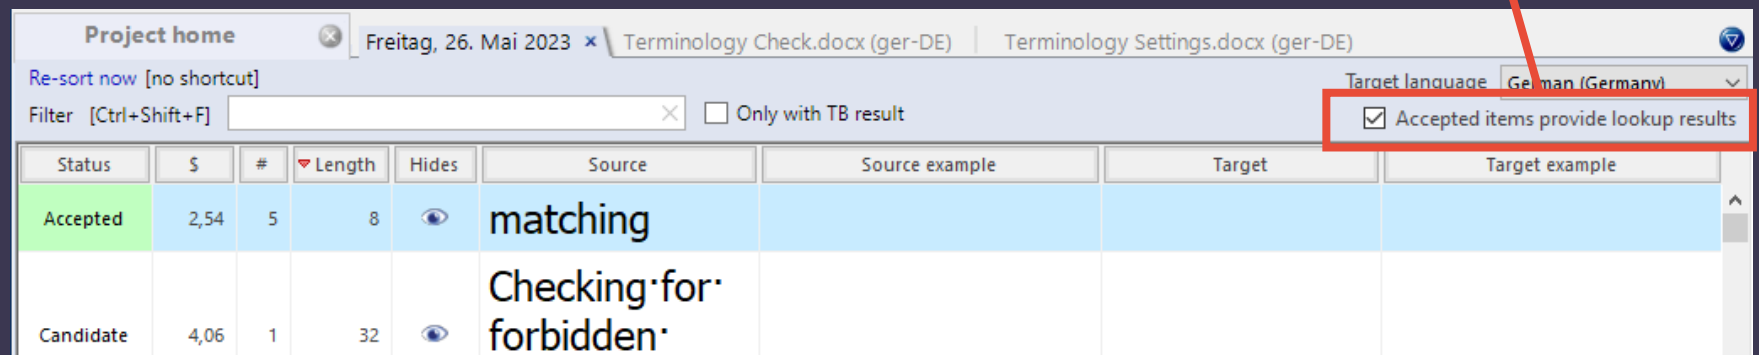 Project home
Freitag, 26. Mai 2023 × Terminology Check.docx (ger-DE) Terminology Settings.docx (ger-DE)
Re-sort now [no shortcut]
Target language German (Germany)
Filter [Ctrl+Shift+F] Only with TB result
Accepted items provide lookup results
Status $ # Length Hides Source Source example Target Target example
Accepted 2,54 5 8 matching
Candidate 4,06 1 32 Checking·for·
forbidden·